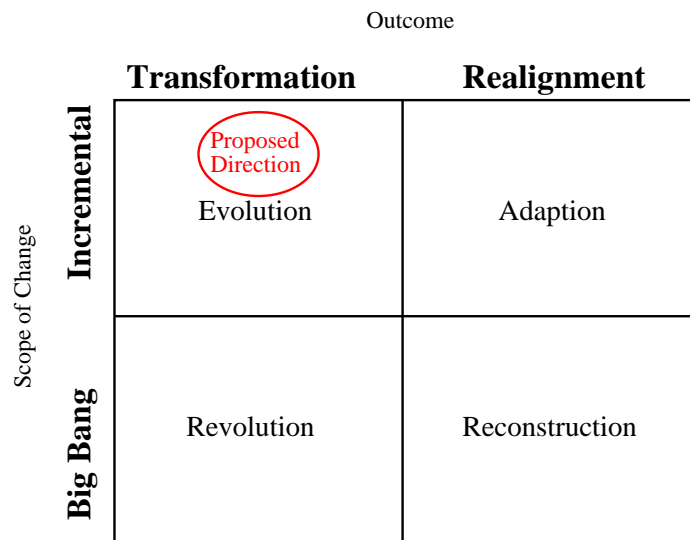 Outcome
Transformation Realignment
Incremental
Proposed
Direction
Evolution Adaption
Scope of Change
Big Bang
Revolution Reconstruction